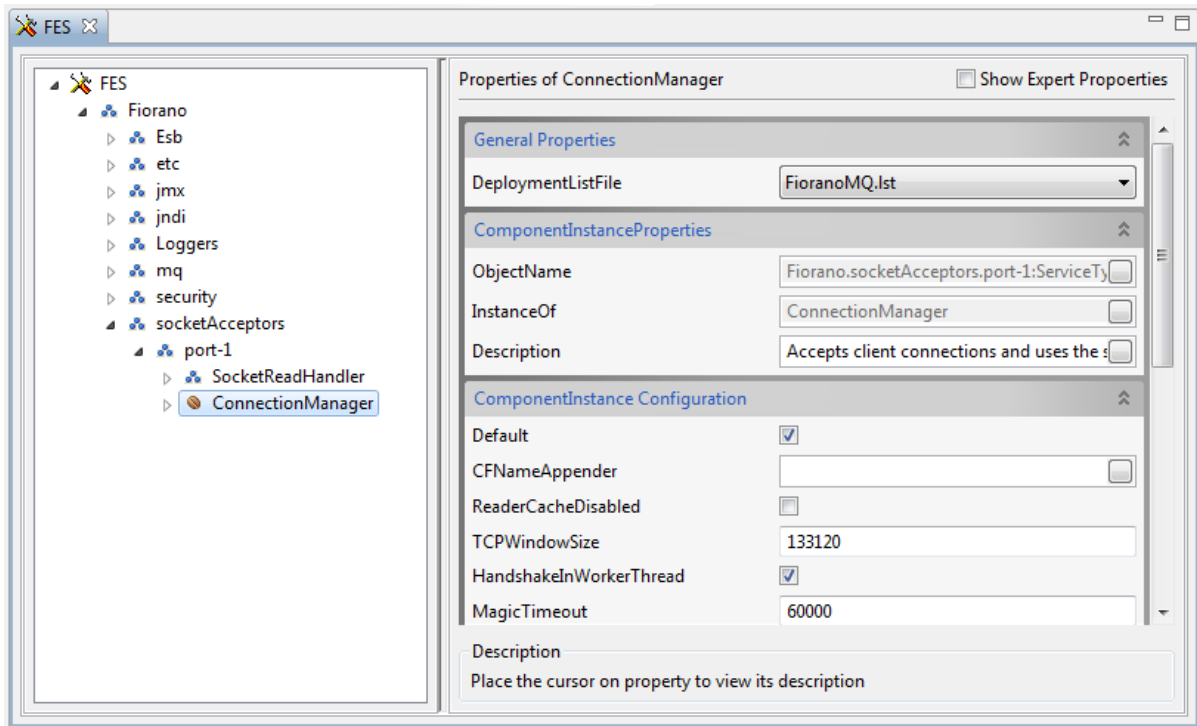 FES
FES
Fiorano
Esb
etc
jmx
jndi
Loggers
mq
security
socketAcceptors
port-1
SocketReadHandler
ConnectionManager
Properties of ConnectionManager
Show Expert Propoerties
General Properties
DeploymentListFile FioranoMQ.lst
ComponentInstanceProperties
ObjectName Fiorano.socketAcceptors.port-1:ServiceTy
InstanceOf ConnectionManager
Description Accepts client connections and uses the s
ComponentInstance Configuration
Default
CFNameAppender
ReaderCacheDisabled
TCPWindowSize 133120
HandshakeInWorkerThread
MagicTimeout 60000
Description
Place the cursor on property to view its description